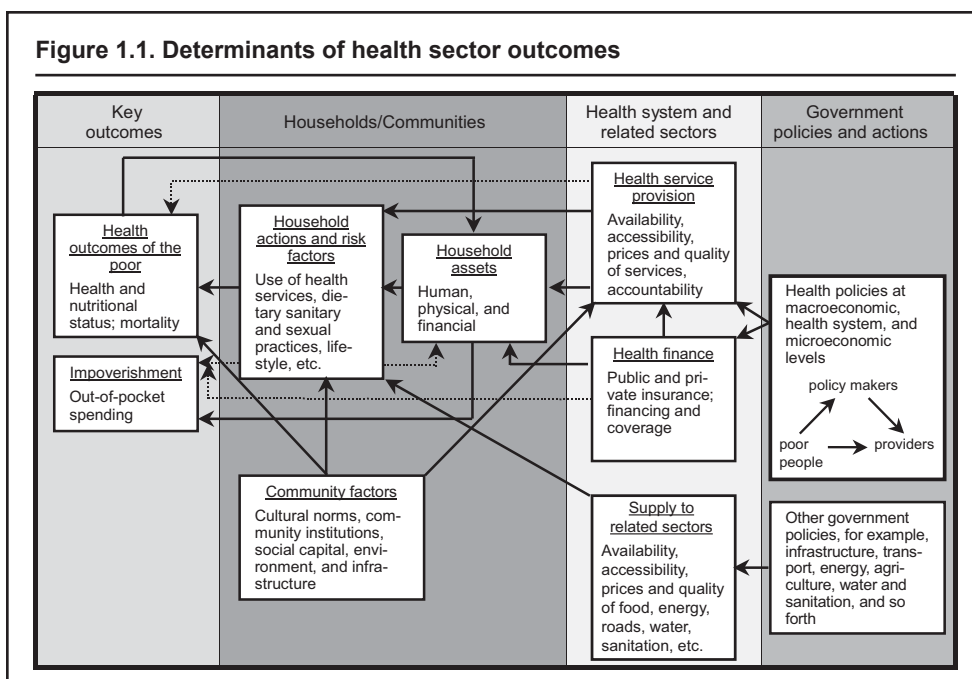 Figure 1.1. Determinants of health sector outcomes
Key
outcomes
Households/Communities
Health system and
related sectors
Government
policies and actions
Health
outcomes of the
poor
Health and
nutritional
status; mortality
Impoverishment
Out-of-pocket
spending
Household
actions and risk
factors
Use of health
services, die-
tary sanitary
and sexual
practices, life-
style, etc.
Household
assets
Human,
physical, and
financial
Community factors
Cultural norms, com-
munity institutions,
social capital, envi-
ronment, and infra-
structure
Health service
provision
Availability,
accessibility,
prices and quality
of services,
accountability
Health finance
Public and pri-
vate insurance;
financing and
coverage
Supply to
related sectors
Availability,
accessibility,
prices and quality
of food, energy,
roads, water,
sanitation, etc.
Health policies at
macroeconomic,
health system, and
microeconomic
levels
policy makers
poor
people
providers
Other government
policies, for example,
infrastructure, trans-
port, energy, agri-
culture, water and
sanitation, and so
forth